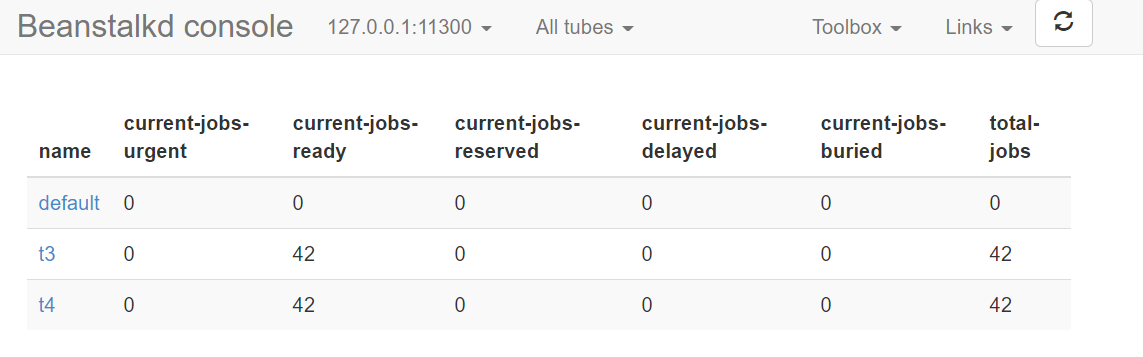 Beanstalkd console 127.0.0.1:11300 All tubes Toolbox Links
current-jobs- current-jobs- current-jobs- current-jobs- current-jobs- total-
name urgent ready reserved delayed buried jobs
default 0 0 0 0 0 0
t3 0 42 0 0 0 42
t4 0 42 0 0 0 42